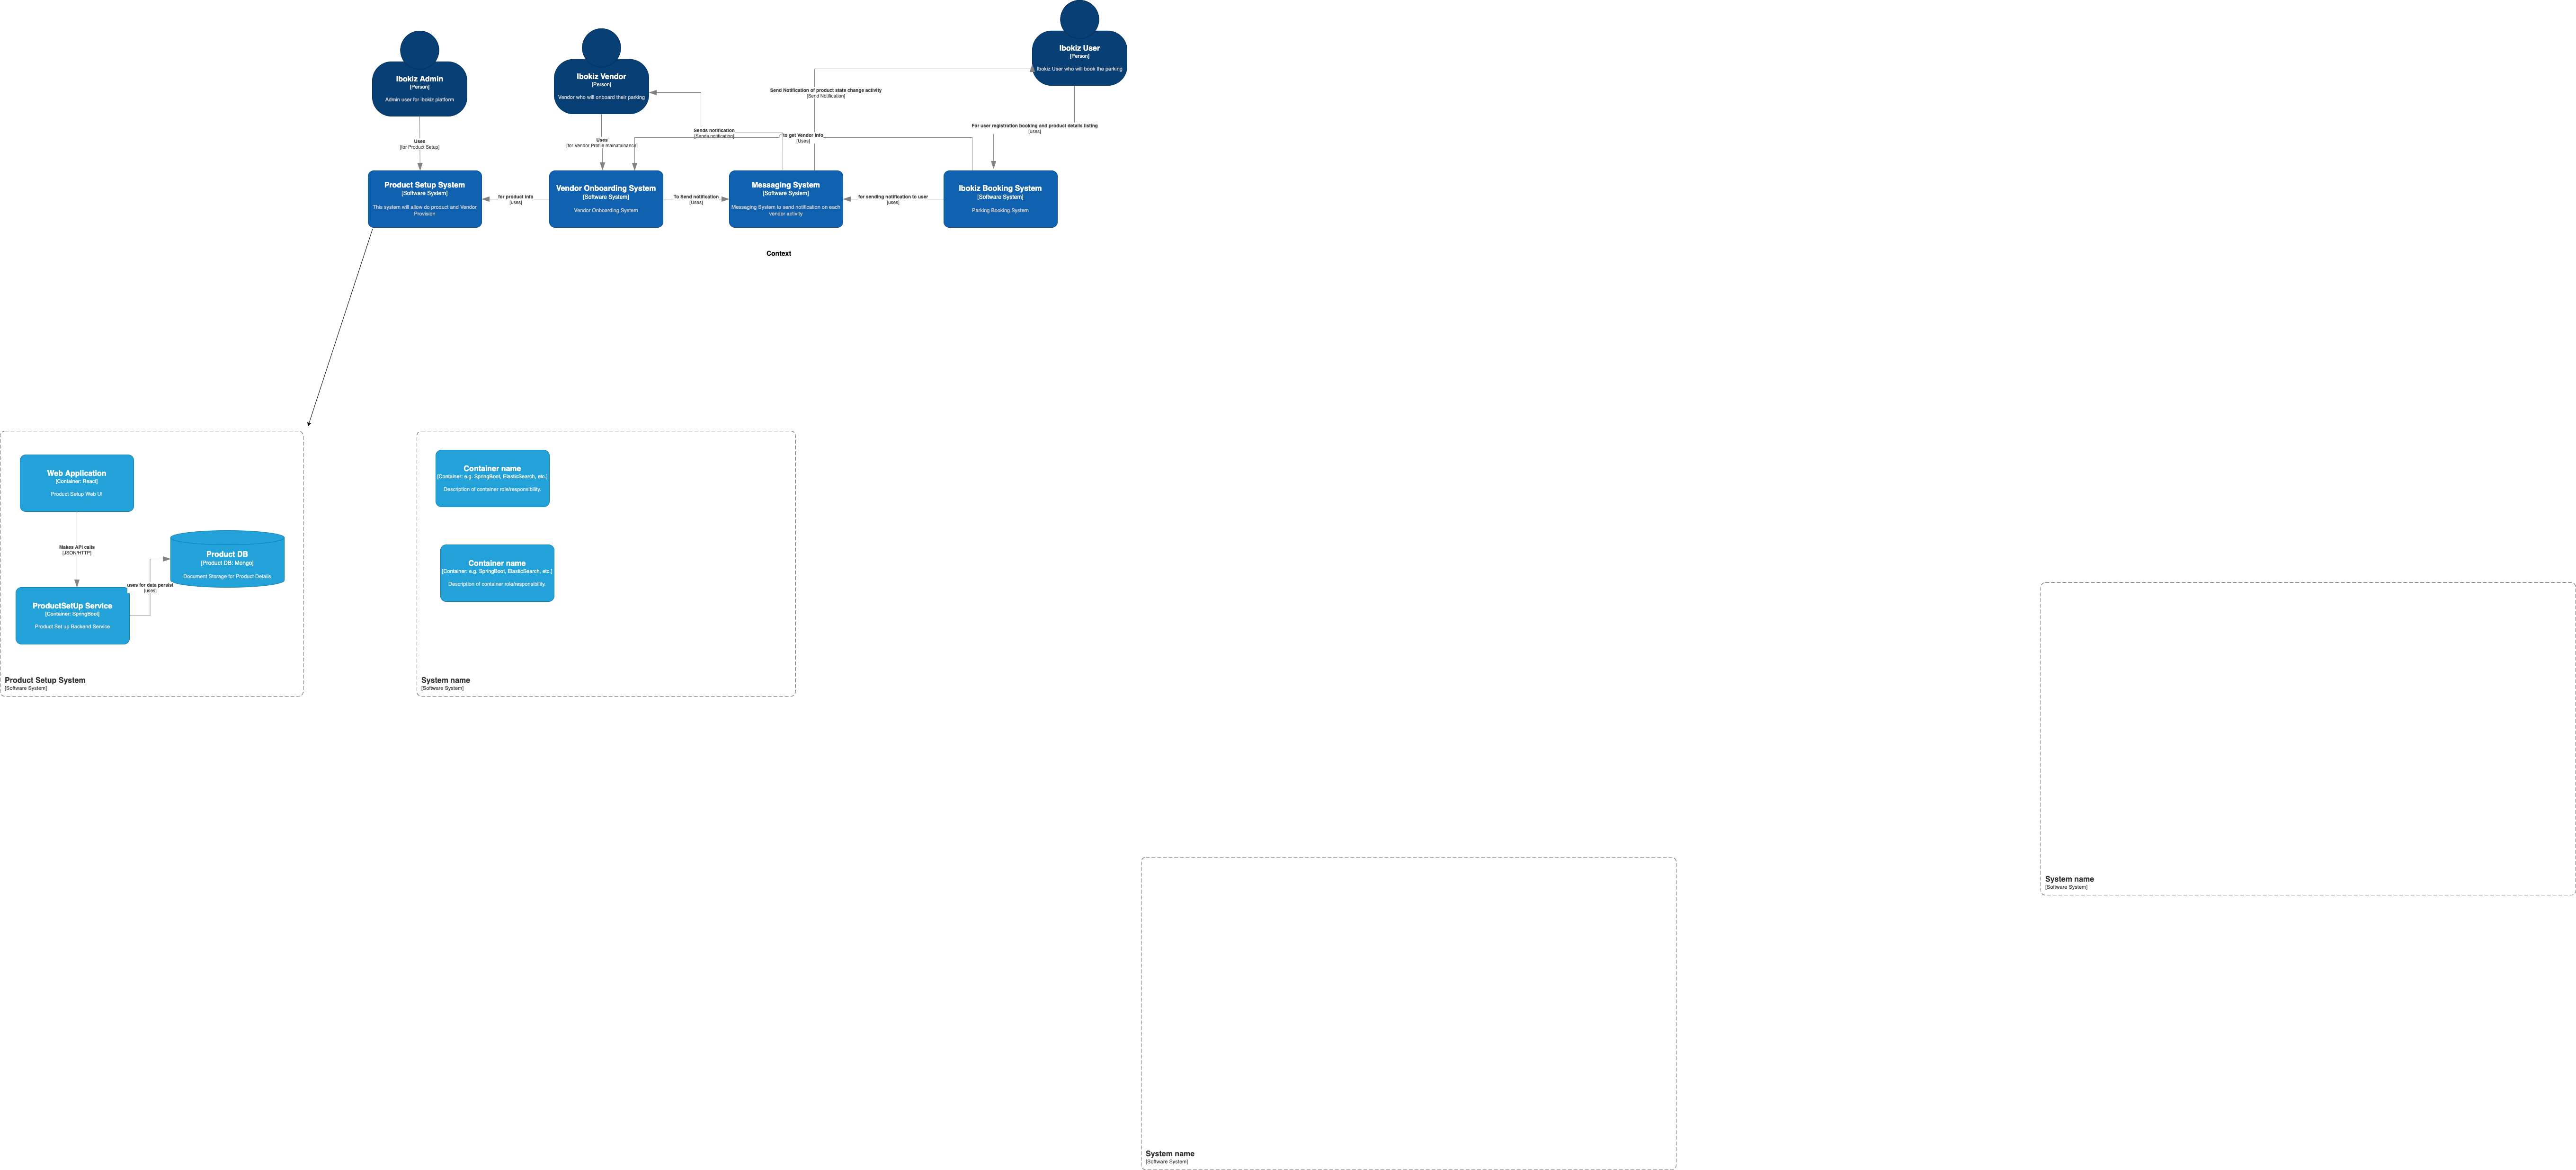 Ibokiz User
[Person]
Ibokiz User who will book the parking
Ibokiz Admin
[Person]
Admin user for Ibokiz platform
Ibokiz Vendor
[Person]
Vendor who will onboard their parking
Send Notification of product state change activity
[Send Notification]
For user registration booking and product details listing
[uses]
Sends notification
[Sends notification]
to get Vendor info
[Uses]
Uses
[for Product Setup]
Uses
[for Vendor Profile maintainance]
Product Setup System
[Software System]
This system will allow do product and Vendor
Provision
for product info
[uses]
Vendor Onboarding System
[Software System]
Vendor Onboarding System
To Send notification
[Uses]
Messaging System
[Software System]
Messaging System to send notification on each
vendor activity
for sending notification to user
[uses]
Ibokiz Booking System
[Software System]
Parking Booking System
Context
Web Application
[Container: React]
Product Setup Web UI
Makes API calls
[JSON/HTTP]
Product DB
[Product DB: Mongo]
Document Storage for Product Details
uses for data persist
[uses]
ProductSetUp Service
[Container: SpringBoot]
Product Set up Backend Service
Product Setup System
[Software System]
Container name
[Container: e.g. SpringBoot, ElasticSearch, etc.]
Description of container role/responsibility.
Container name
[Container: e.g. SpringBoot, ElasticSearch, etc.]
Description of container role/responsibility.
System name
[Software System]
System name
[Software System]
System name
[Software System]